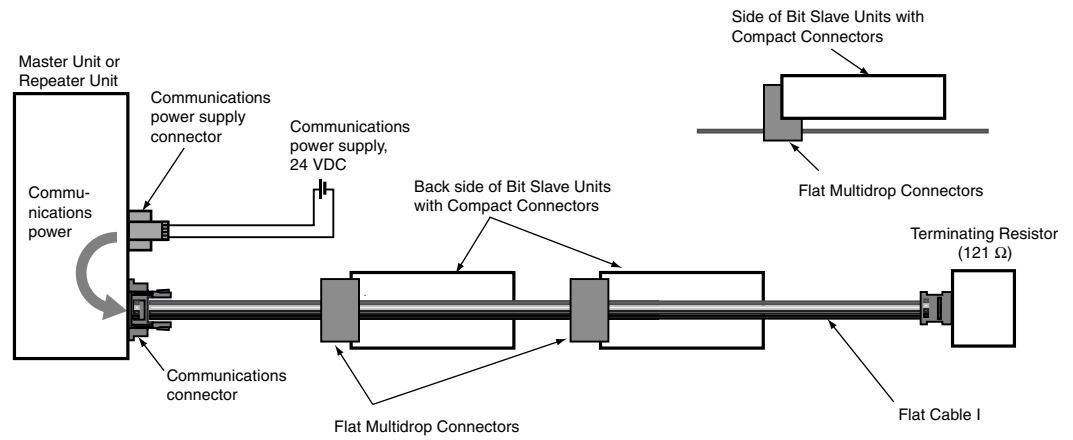 Side of Bit Slave Units with
Compact Connectors
Master Unit or
Repeater Unit
Communications
power supply
connector
Communications
power supply,
24 VDC
Commu-
nications
power
Back side of Bit Slave Units
with Compact Connectors
Flat Multidrop Connectors
Terminating Resistor
(121 Ω)
Communications
connector
Flat Multidrop Connectors
Flat Cable I